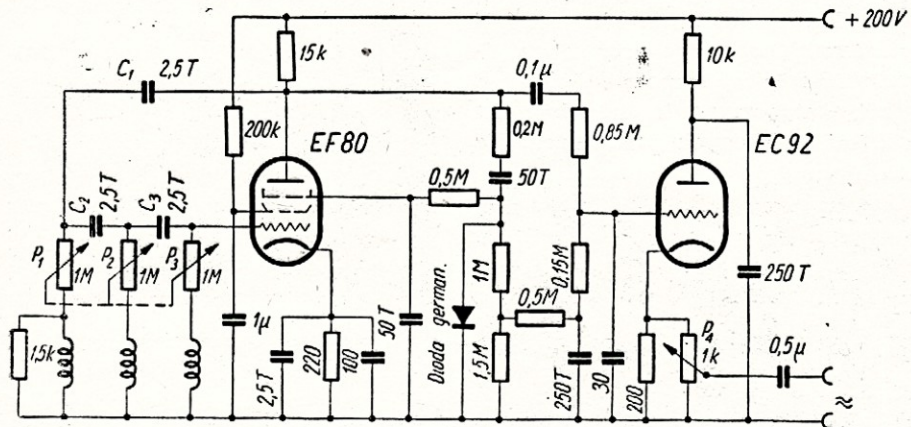 +200V
15k
10k
C₁ 2,5T
0,1μ
200k
EF80
0,2M
0,85M
EC92
50T
0,5M
C₂
2,5T
C₃
2,5T
P₁
1M
P₂
1M
P₃
1M
1M
0,15M
250T
Dioda german.
0,5M
1μ
50T
P₄
1k
0,5μ
1,5k
2,5T
220
100
1,5M
250T
30
200
≈